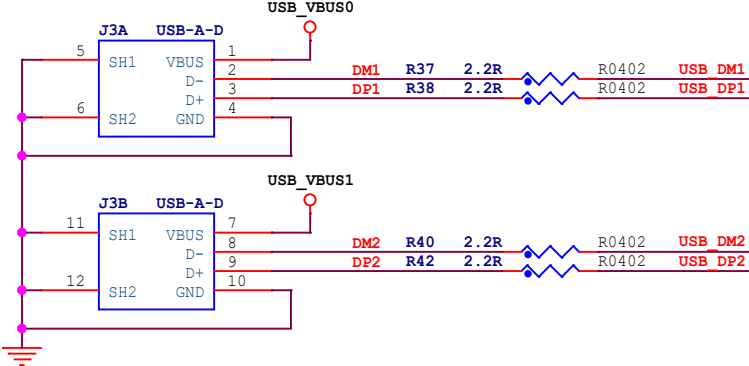 USB_VBUS0
J3A USB-A-D
5 SH1 VBUS 1
D- 2 DM1 R37 2.2R R0402 USB_DM1
D+ 3 DP1 R38 2.2R R0402 USB_DP1
6 SH2 GND 4
USB_VBUS1
J3B USB-A-D
11 SH1 VBUS 7
D- 8 DM2 R40 2.2R R0402 USB_DM2
D+ 9 DP2 R42 2.2R R0402 USB_DP2
12 SH2 GND 10